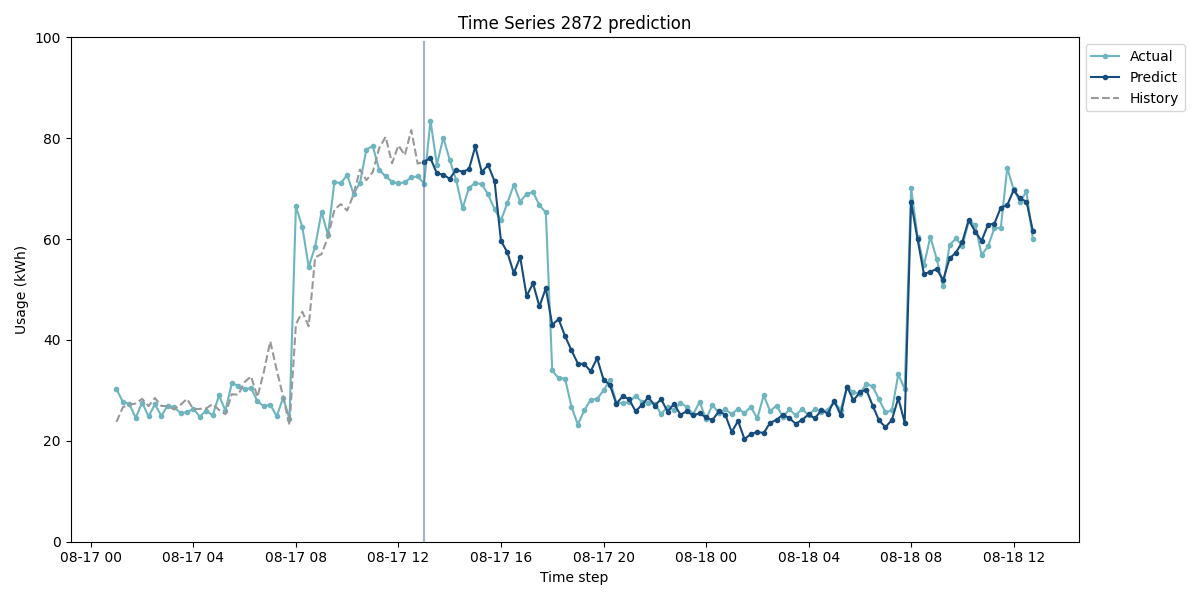 Time Series 2872 prediction
Actual
Predict
History
Usage (kWh)
100
80
60
40
20
0
08-17 00 08-17 04 08-17 08 08-17 12 08-17 16 08-17 20 08-18 00 08-18 04 08-18 08 08-18 12
Time step